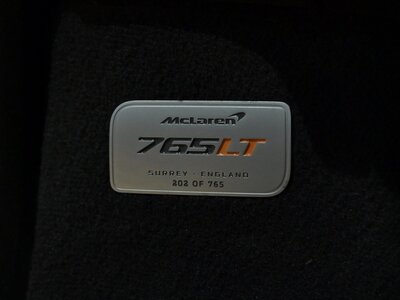 McLaren
765LT
SURREY - ENGLAND
202 OF 765